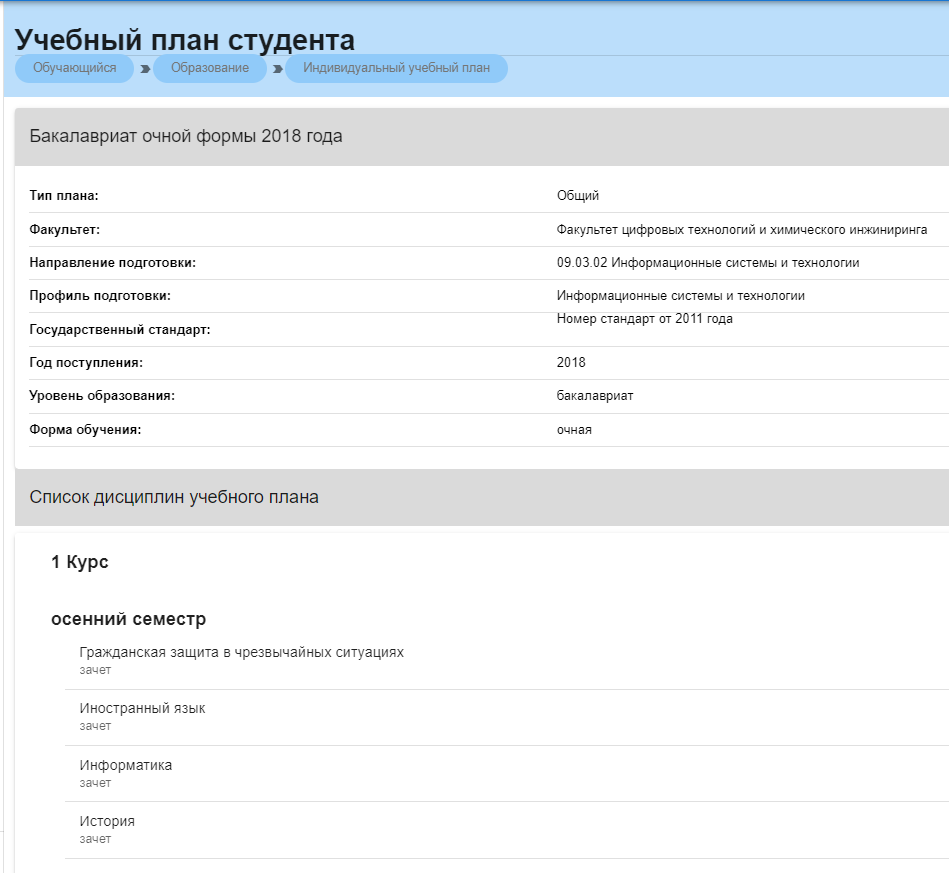 Учебный план студента
Обучающийся
Образование
Индивидуальный учебный план
Бакалавриат очной формы 2018 года
Тип плана: Общий
Факультет: Факультет цифровых технологий и химического инжиниринга
Направление подготовки: 09.03.02 Информационные системы и технологии
Профиль подготовки: Информационные системы и технологии
Государственный стандарт: Номер стандарт от 2011 года
Год поступления: 2018
Уровень образования: бакалавриат
Форма обучения: очная
Список дисциплин учебного плана
1 Курс
осенний семестр
Гражданская защита в чрезвычайных ситуациях
зачет
Иностранный язык
зачет
Информатика
зачет
История
зачет